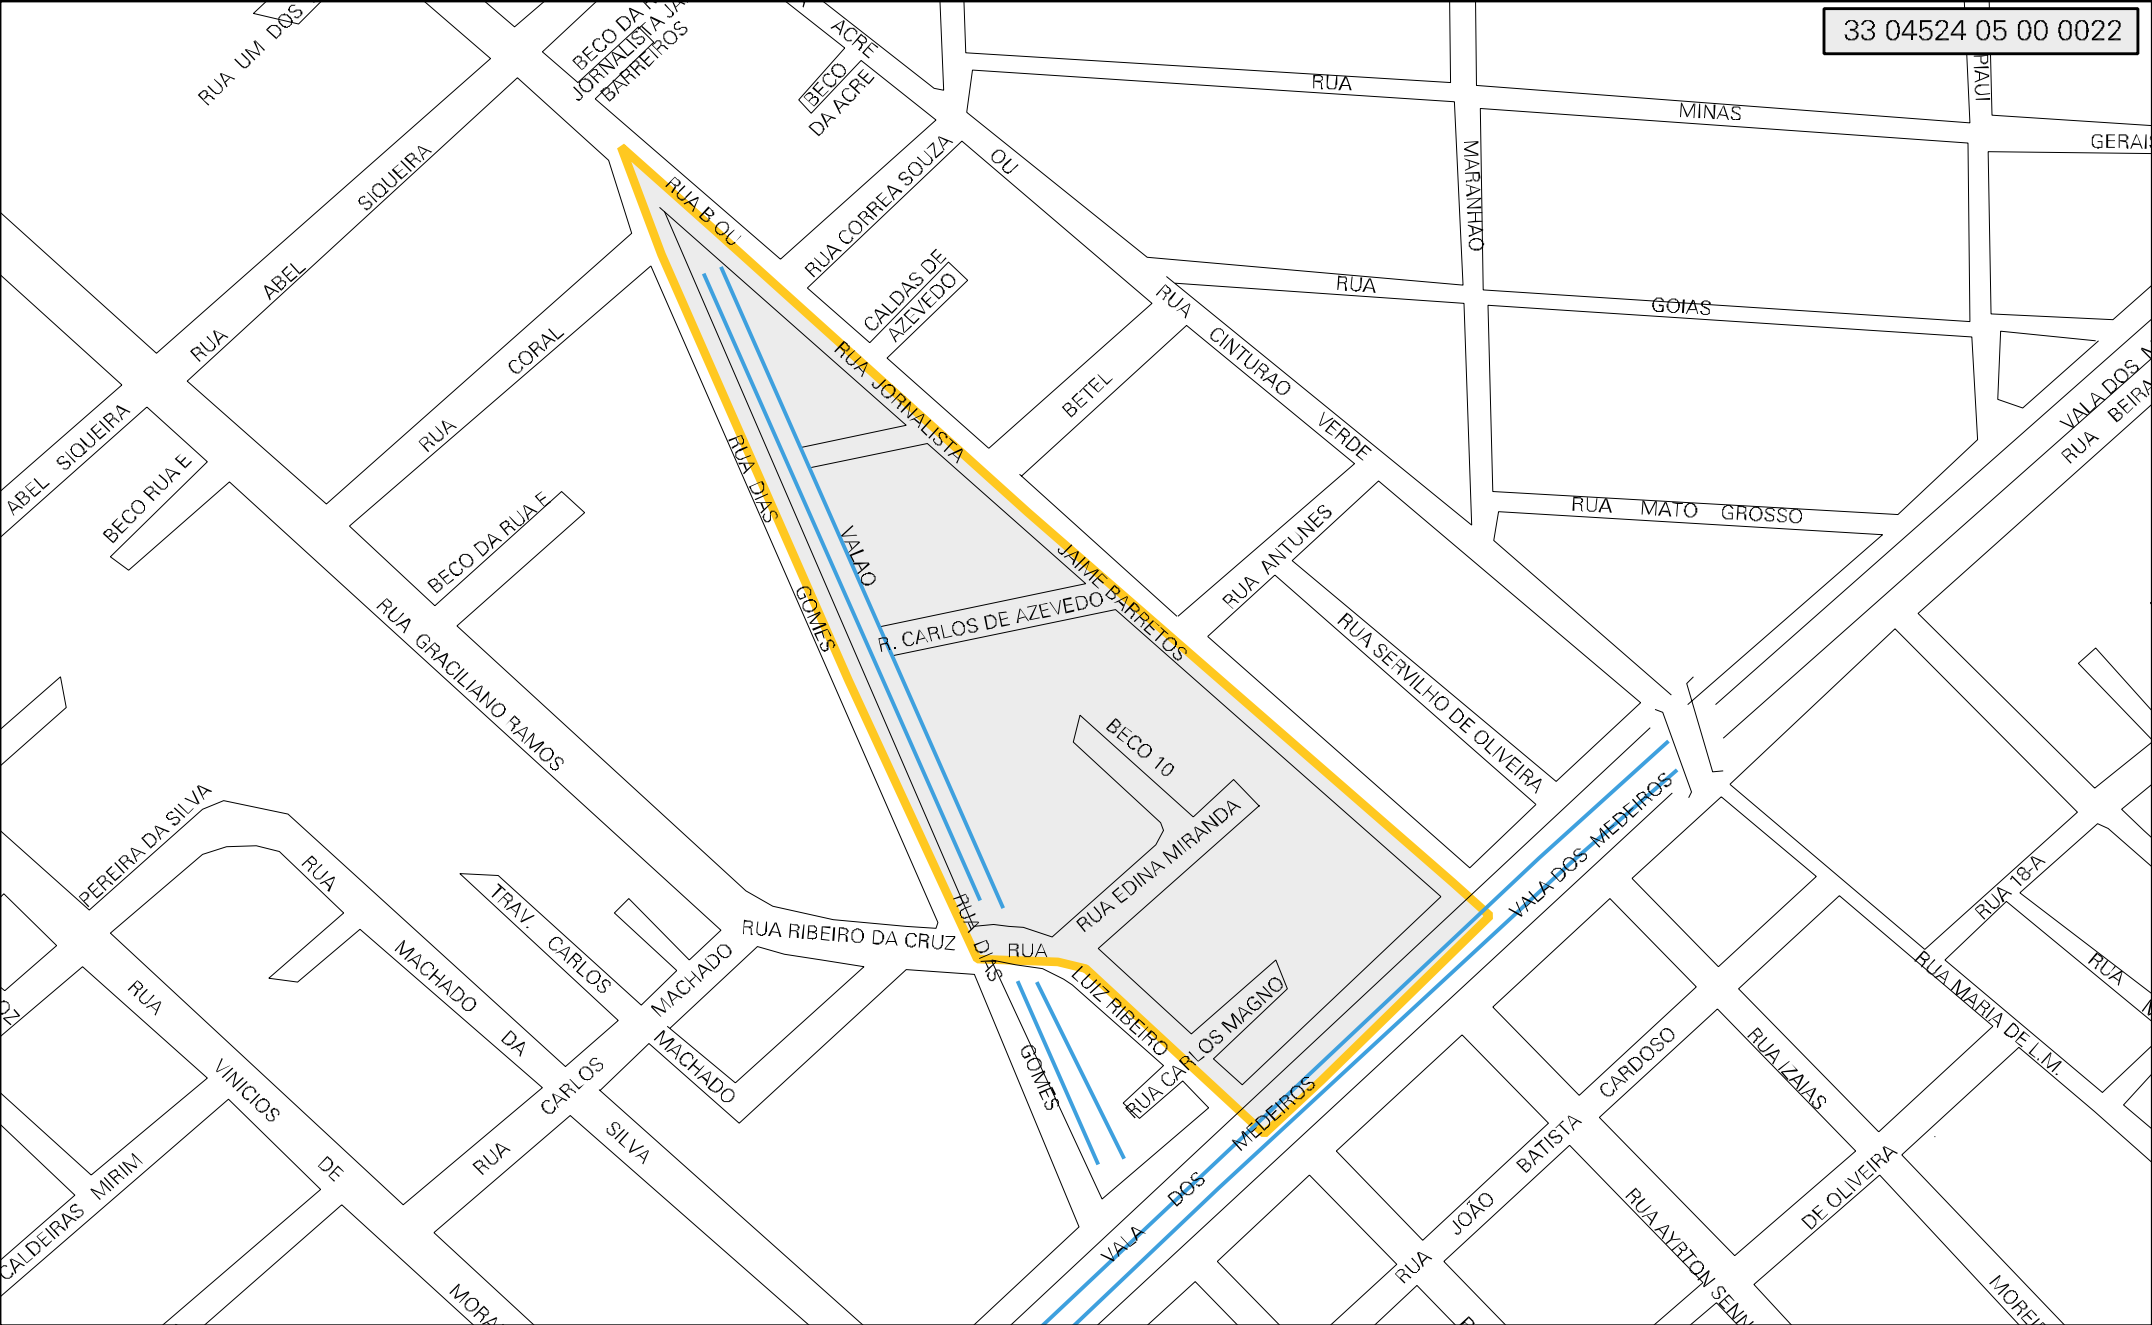 33 04524 05 00 0022
RUA UM DOS
BECO DA R
JORNALISTA JA
BARREIROS
ACRE
BECO
DA ACRE
RUA
MINAS
GERAIS
PIAUI
RUA ABEL SIQUEIRA
RUA B OU
RUA CORREA SOUZA
OU
MARANHAO
CALDAS DE
AZEVEDO
RUA GOIAS
RUA CINTURAO VERDE
RUA CORAL
RUA JORNALISTA
JAIME BARRETOS
BETEL
VALA DOS M
RUA BEIRA
ABEL SIQUEIRA
BECO RUA E
BECO DA RUA F
RUA DIAS GOMES
VALAO
RUA MATO GROSSO
RUA ANTUNES
R. CARLOS DE AZEVEDO
RUA SERVILHO DE OLIVEIRA
RUA GRACILIANO RAMOS
BECO 10
RUA EDINA MIRANDA
VALA DOS MEDEIROS
PEREIRA DA SILVA
RUA MACHADO DA SILVA
TRAV. CARLOS
MACHADO
RUA RIBEIRO DA CRUZ
RUA DIAS
GOMES
RUA
LUIZ RIBEIRO
RUA CARLOS MAGNO
RUA 18-A
RUA MARIA DE L.M.
RUA M
OZ
RUA VINICIOS DE MORA
RUA CARLOS
MACHADO
CALDEIRAS MIRIM
VALA DOS MEDEIROS
RUA JOÃO BATISTA CARDOSO
RUA IZAIAS
DE OLIVEIRA
RUA AYRTON SENN
MOREI